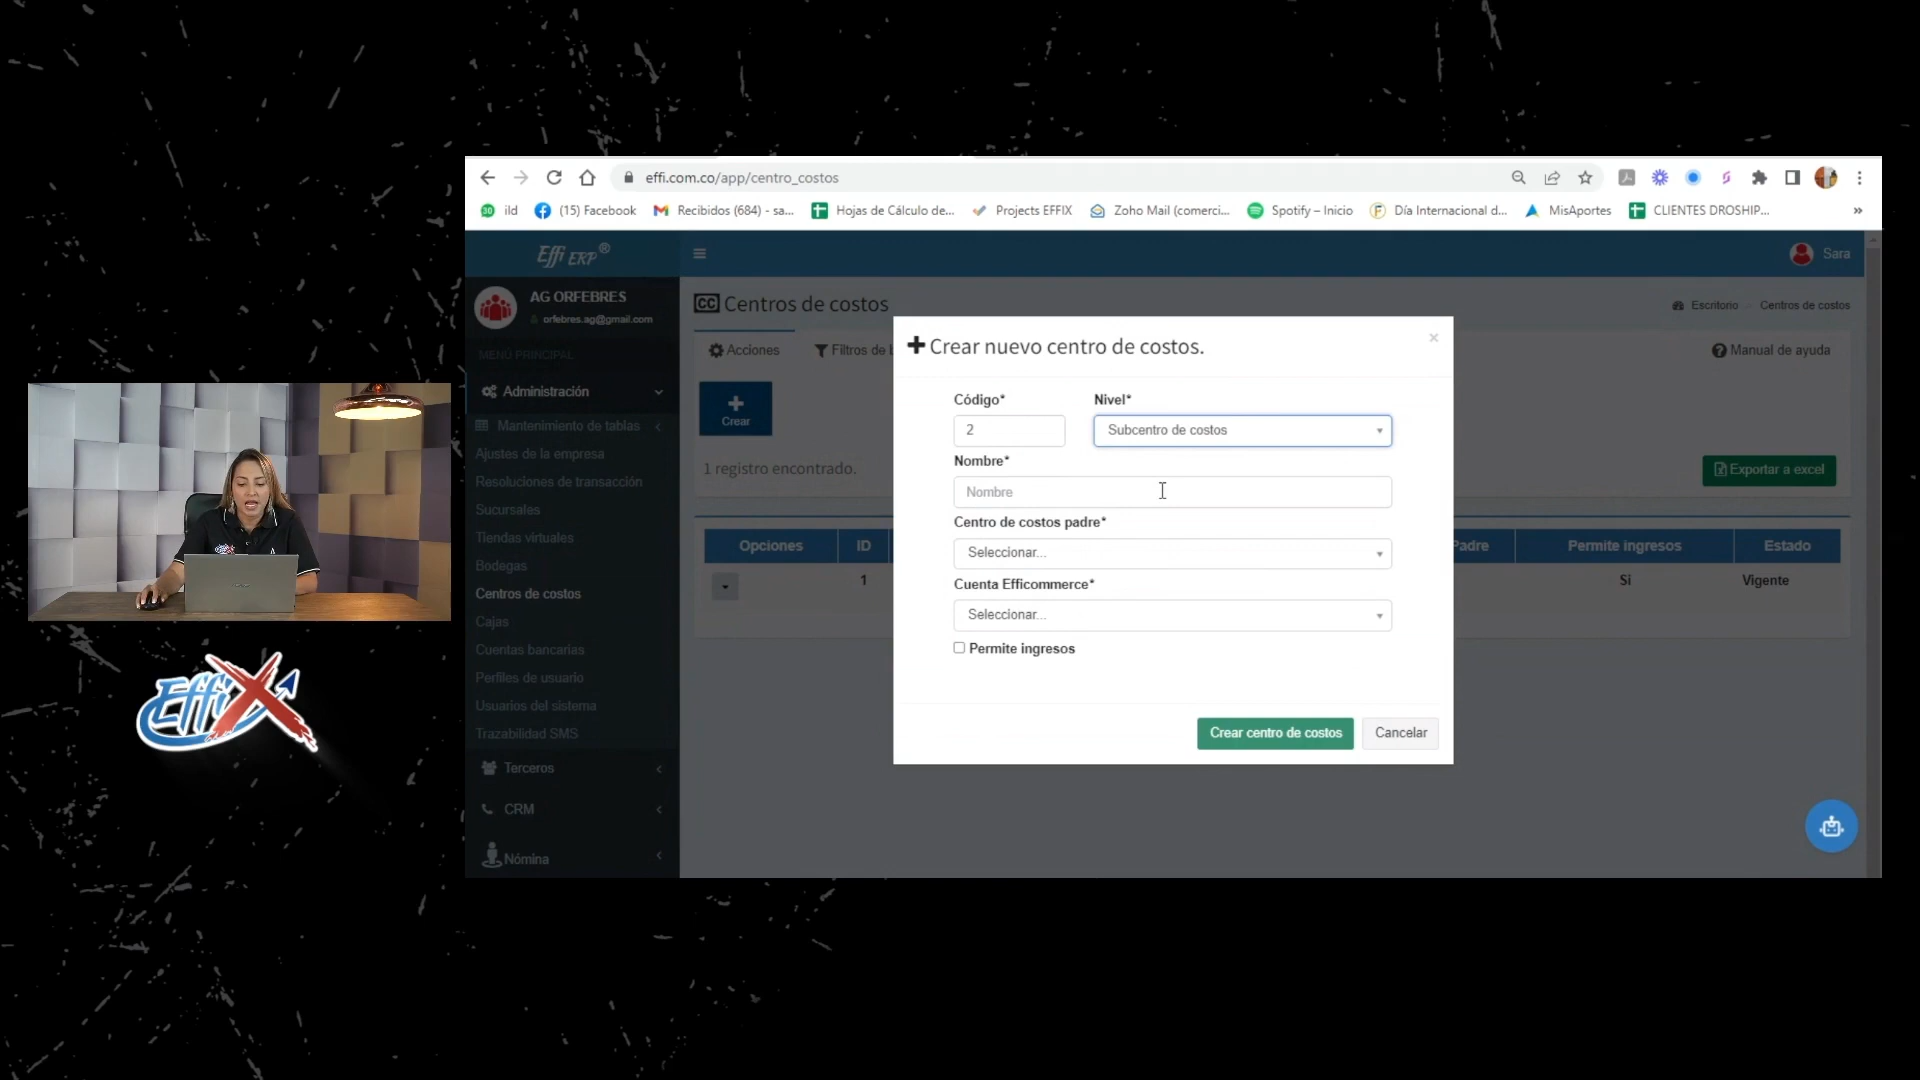 effi.com.co/app/centro_costos
ild
(15) Facebook
Recibidos (684) - sa...
Hojas de Cálculo de...
Projects EFFIX
Zoho Mail (comerci...
Spotify – Inicio
Día Internacional d...
MisAportes
CLIENTES DROSHIP...
»
Effi ERP®
Sara
AG ORFEBRES
orfebres.ag@gmail.com
MENÚ PRINCIPAL
Administración
Mantenimiento de tablas
Ajustes de la empresa
Resoluciones de transacción
Sucursales
Tiendas virtuales
Bodegas
Centros de costos
Cajas
Cuentas bancarias
Perfiles de usuario
Usuarios del sistema
Trazabilidad SMS
Terceros
CRM
Nómina
CC Centros de costos
Escritorio
Centros de costos
Acciones
Filtros de
Manual de ayuda
Crear
1 registro encontrado.
Exportar a excel
Opciones
ID
Padre
Permite ingresos
Estado
1
Si
Vigente
Crear nuevo centro de costos.
×
Código*
Nivel*
2
Subcentro de costos
Nombre*
Nombre
Centro de costos padre*
Seleccionar...
Cuenta Efficommerce*
Seleccionar...
Permite ingresos
Crear centro de costos
Cancelar
EffiX